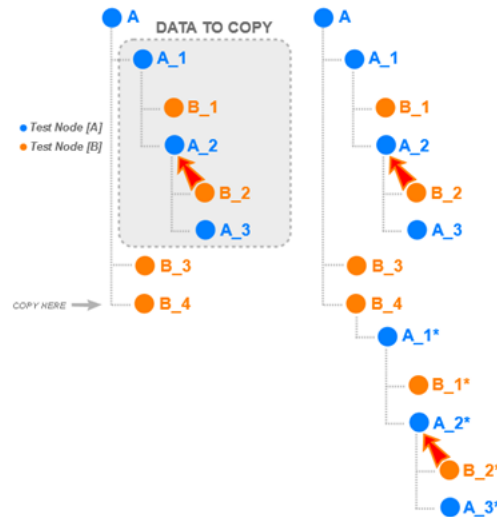 A
DATA TO COPY
A_1
B_1
Test Node [A]
Test Node [B]
A_2
B_2
A_3
B_3
COPY HERE
B_4
A
A_1
B_1
A_2
B_2
A_3
B_3
B_4
A_1*
B_1*
A_2*
B_2*
A_3*